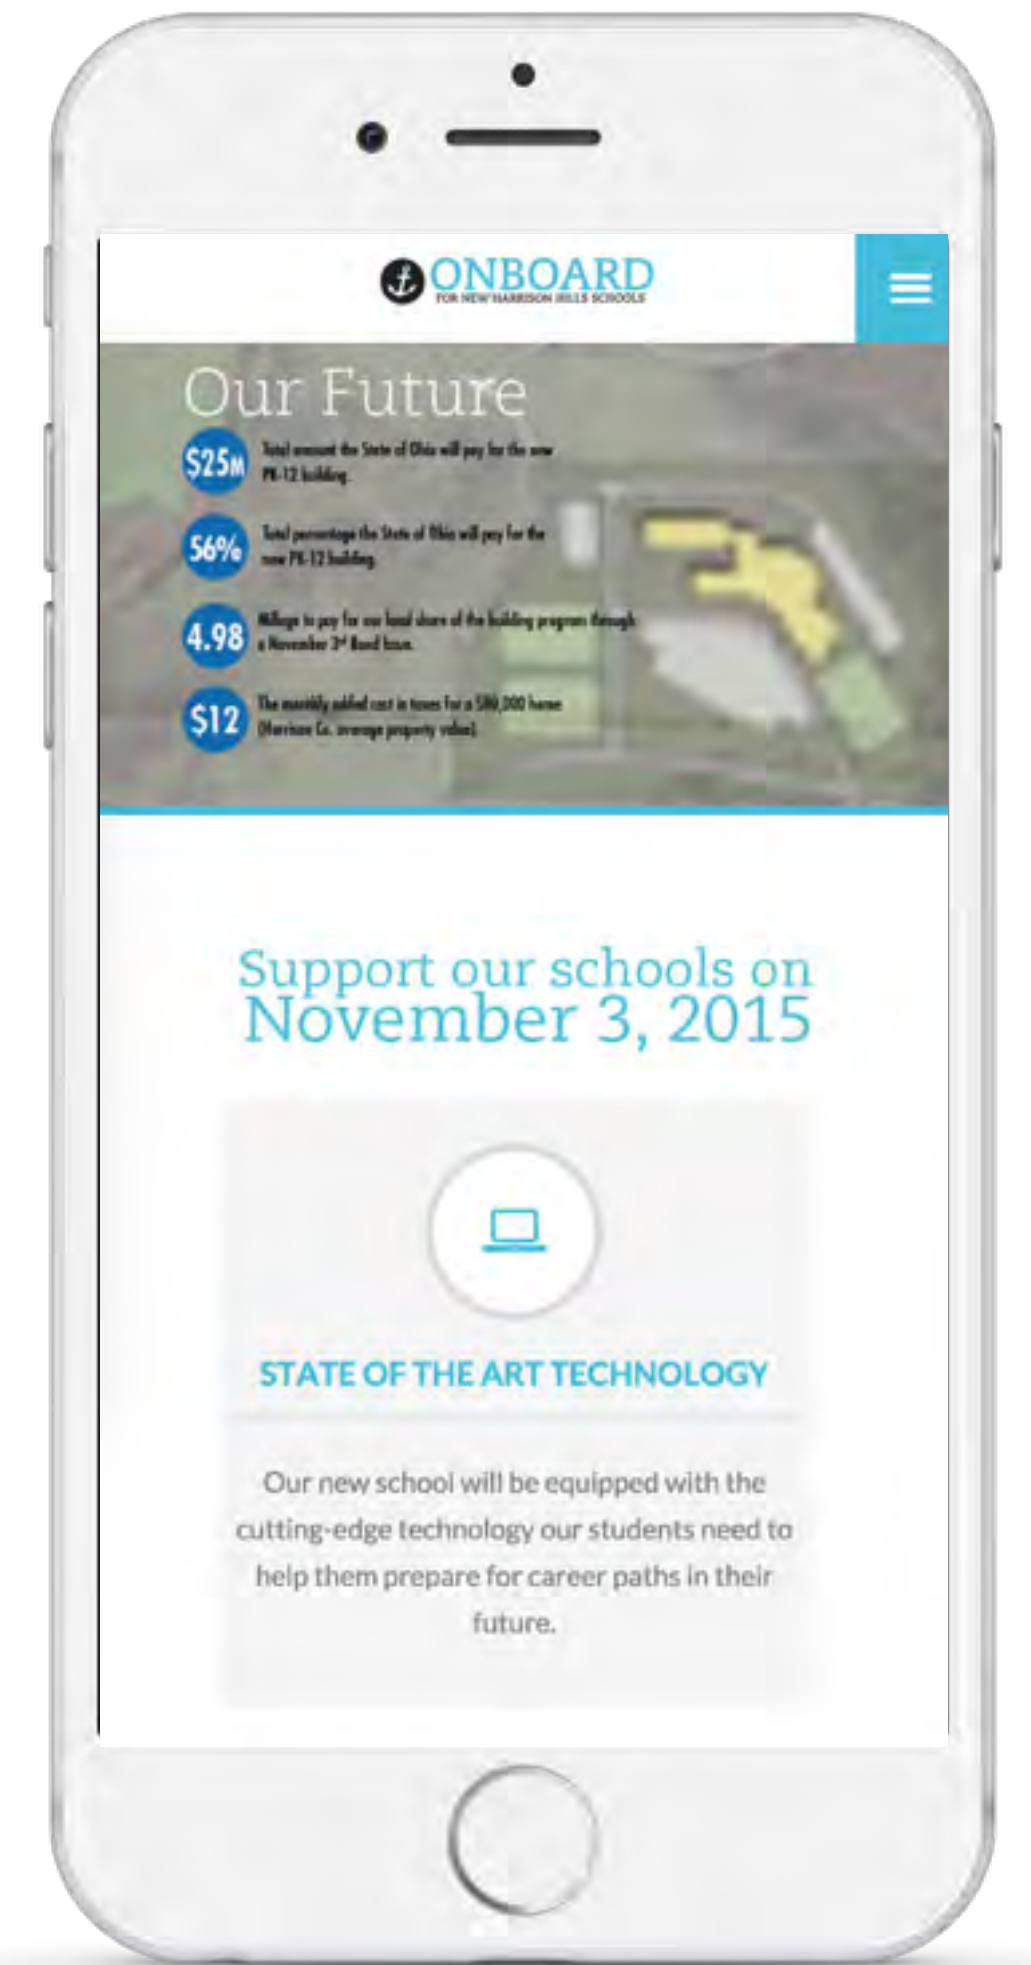 ONBOARD
FOR NEW HARRISON HILLS SCHOOLS
Our Future
$25M
Total amount the State of Ohio will pay for the new
PK-12 building.
56%
Total percentage the State of Ohio will pay for the
new PK-12 building.
4.98
Millage to pay for our local share of the building program through
a November 3rd Bond Issue.
$12
The monthly added cost in taxes for a $80,000 home
(Harrison Co. average property value).
Support our schools on
November 3, 2015
STATE OF THE ART TECHNOLOGY
Our new school will be equipped with the
cutting-edge technology our students need to
help them prepare for career paths in their
future.